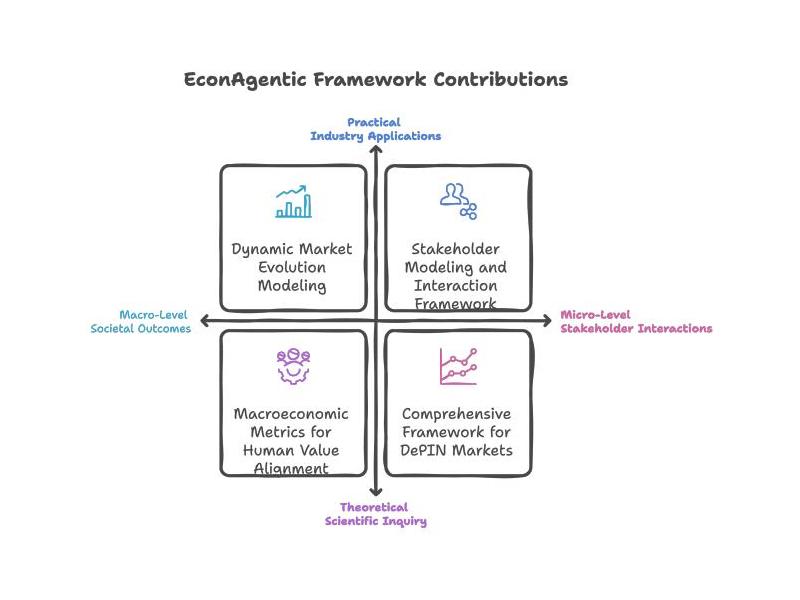 EconAgentic Framework Contributions
Practical
Industry Applications
Dynamic Market
Evolution
Modeling
Stakeholder
Modeling and
Interaction
Framework
Macro-Level
Societal Outcomes
Micro-Level
Stakeholder Interactions
Macroeconomic
Metrics for
Human Value
Alignment
Comprehensive
Framework for
DePIN Markets
Theoretical
Scientific Inquiry